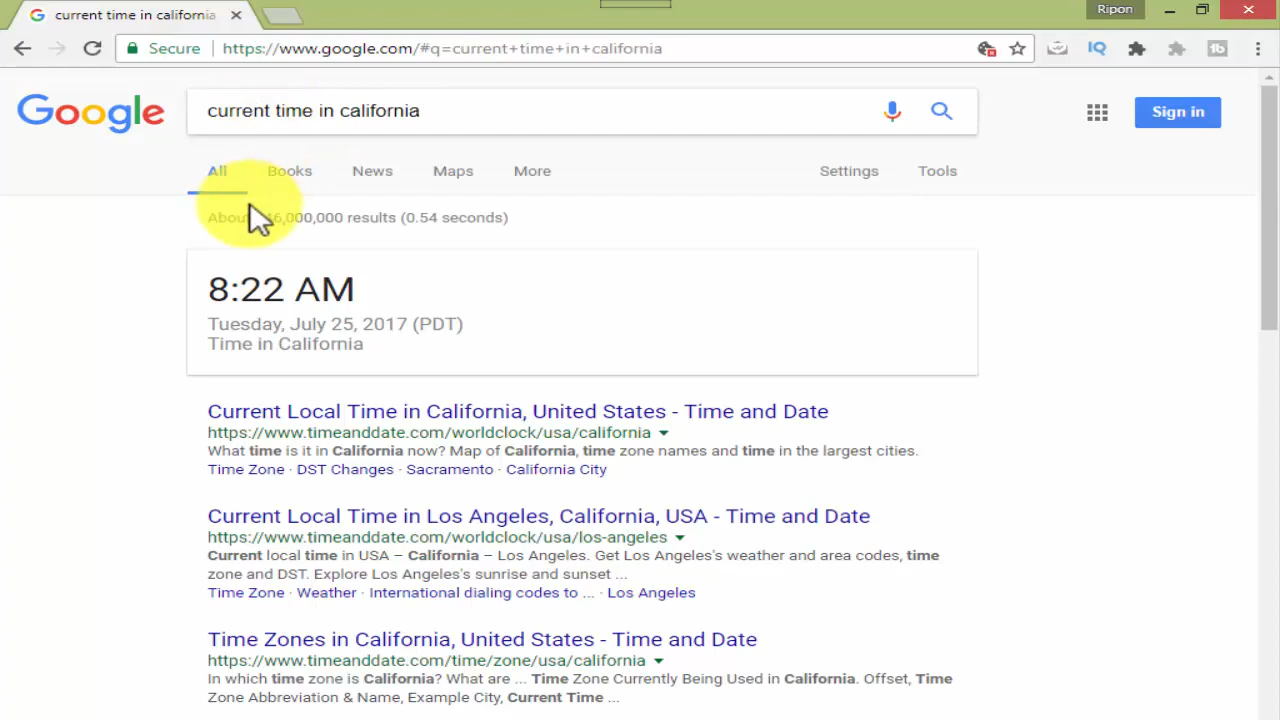 current time in california
Ripon
Secure
https://www.google.com/#q=current+time+in+california
IQ
Google
current time in california
Sign in
All
Books
News
Maps
More
Settings
Tools
About 46,000,000 results (0.54 seconds)
8:22 AM
Tuesday, July 25, 2017 (PDT)
Time in California
Current Local Time in California, United States - Time and Date
https://www.timeanddate.com/worldclock/usa/california
What time is it in California now? Map of California, time zone names and time in the largest cities.
Time Zone · DST Changes · Sacramento · California City
Current Local Time in Los Angeles, California, USA - Time and Date
https://www.timeanddate.com/worldclock/usa/los-angeles
Current local time in USA – California – Los Angeles. Get Los Angeles's weather and area codes, time
zone and DST. Explore Los Angeles's sunrise and sunset ...
Time Zone · Weather · International dialing codes to ... · Los Angeles
Time Zones in California, United States - Time and Date
https://www.timeanddate.com/time/zone/usa/california
In which time zone is California? What are ... Time Zone Currently Being Used in California. Offset, Time
Zone Abbreviation & Name, Example City, Current Time ...